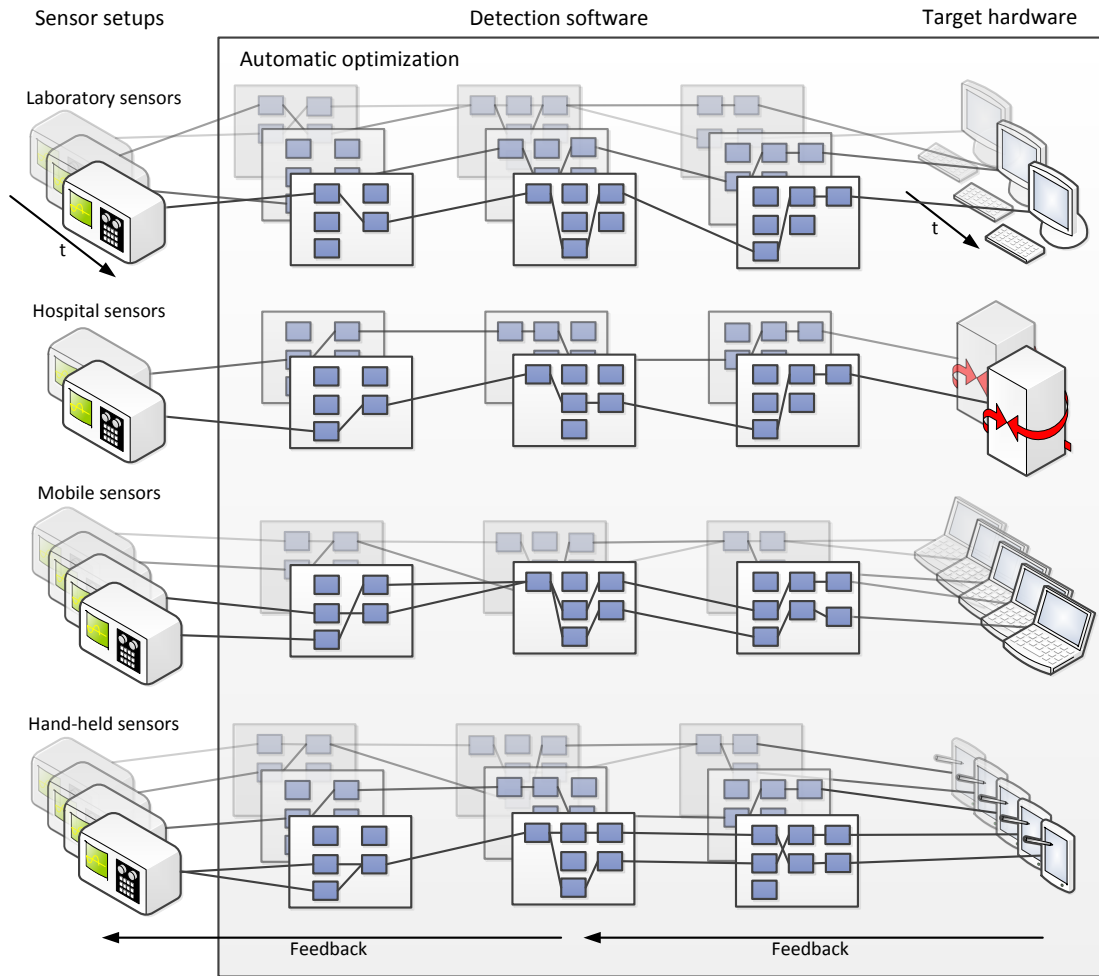 Sensor setups
Detection software
Target hardware
Automatic optimization
Laboratory sensors
t
t
Hospital sensors
Mobile sensors
Hand-held sensors
Feedback
Feedback